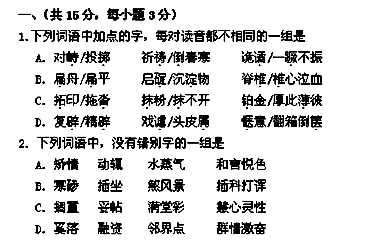 一、(共15分，每小题3分)
1.下列词语中加点的字，每对读音都不相同的一组是
A. 对峙/投掷 祈祷/倒春寒 诡谲/一蹶不振
B. 扁舟/扁平 启碇/沉淀物 脊椎/椎心泣血
C. 拓印/拖沓 抹粉/抹不开 铂金/厚此薄彼
D. 复辟/精辟 戏谑/头皮屑 惬意/翻箱倒箧
2. 下列词语中，没有错别字的一组是
A. 矫情 动辄 水蒸气 和言悦色
B. 寒碜 插坐 煞风景 插科打诨
C. 搁置 妥帖 满堂彩 慧心灵性
D. 奚落 融资 邻界点 群情激奋